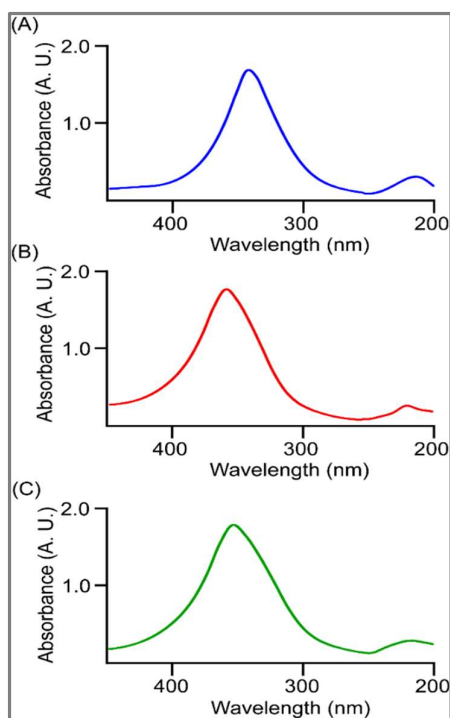 (A)
2.0
1.0
Absorbance (A. U.)
400 300 200
Wavelength (nm)
(B)
2.0
1.0
Absorbance (A. U.)
400 300 200
Wavelength (nm)
(C)
2.0
1.0
Absorbance (A. U.)
400 300 200
Wavelength (nm)